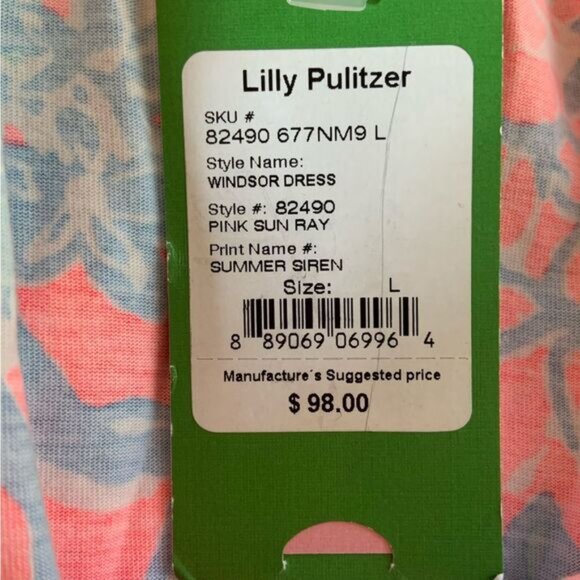 Lilly Pulitzer
SKU #
82490 677NM9 L
Style Name:
WINDSOR DRESS
Style #: 82490
PINK SUN RAY
Print Name #:
SUMMER SIREN
Size: L
8 89069 06996 4
Manufacture´s Suggested price
$ 98.00